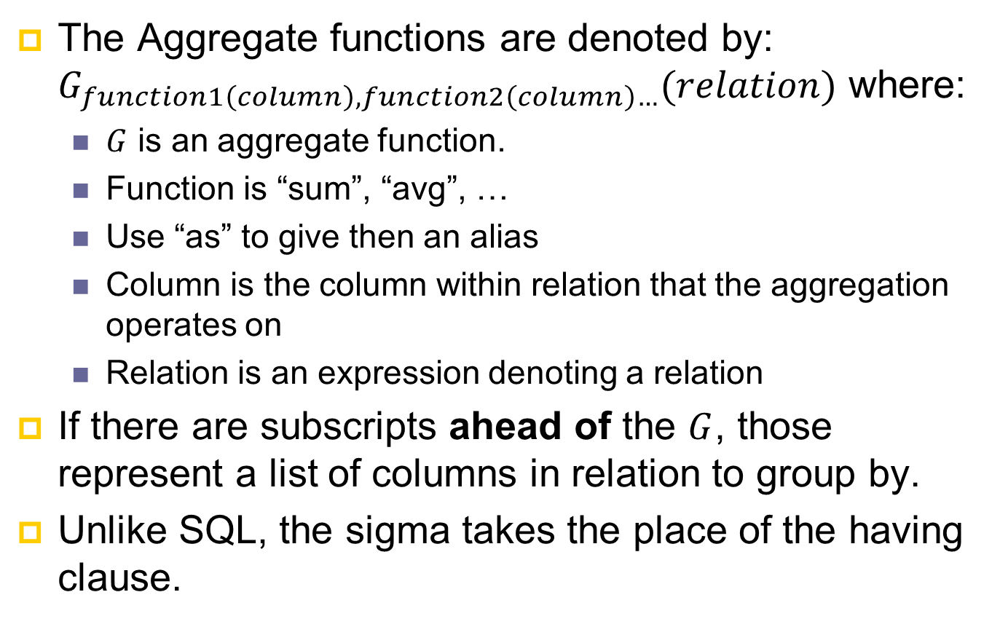 The Aggregate functions are denoted by:
G function1(column),function2(column)…(relation) where:
G is an aggregate function.
Function is “sum”, “avg”, …
Use “as” to give then an alias
Column is the column within relation that the aggregation
operates on
Relation is an expression denoting a relation
If there are subscripts ahead of the G, those
represent a list of columns in relation to group by.
Unlike SQL, the sigma takes the place of the having
clause.